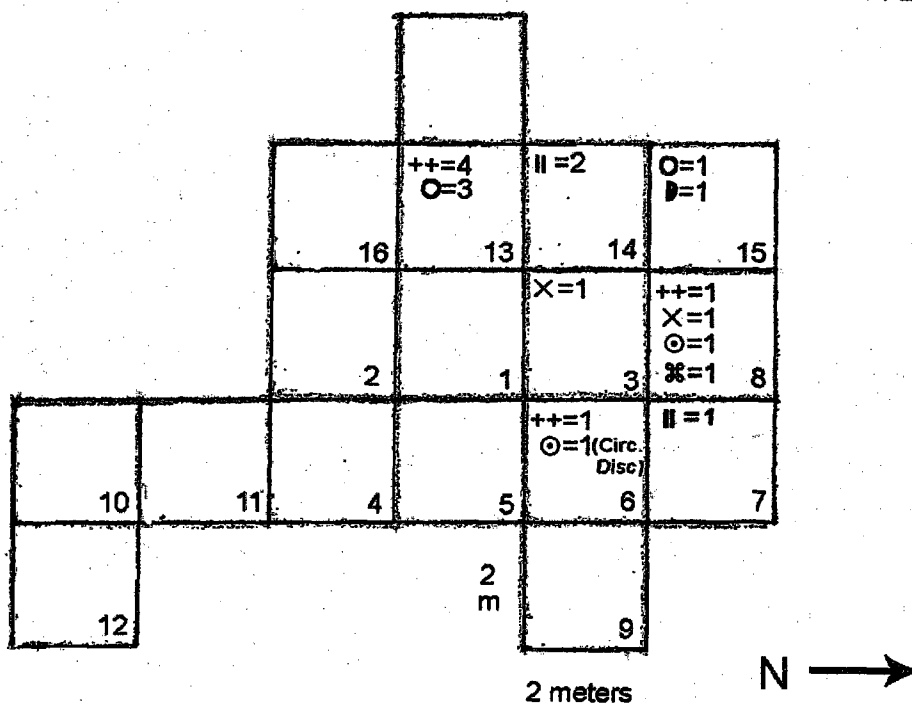 ++=4
O=3
II=2
O=1
◗=1
16
13
14
15
×=1
++=1
×=1
⊙=1
⌘=1
2
1
3
8
++=1
⊙=1(Circ.
Disc)
II=1
10
11
4
5
6
7
2
m
12
9
2 meters
N